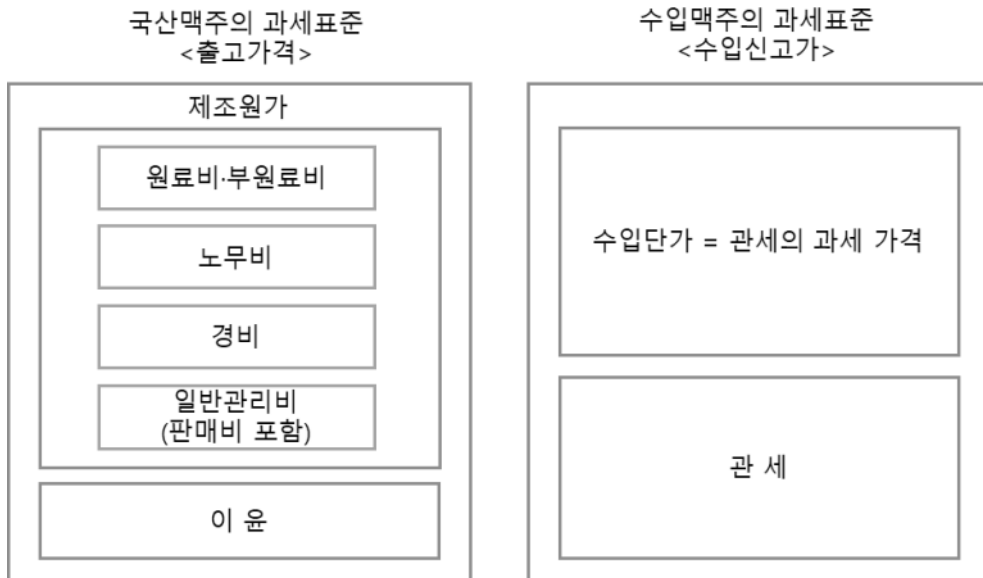 국산맥주의 과세표준
<출고가격>
제조원가
원료비·부원료비
노무비
경비
일반관리비
(판매비 포함)
이 윤
수입맥주의 과세표준
<수입신고가>
수입단가 = 관세의 과세 가격
관 세